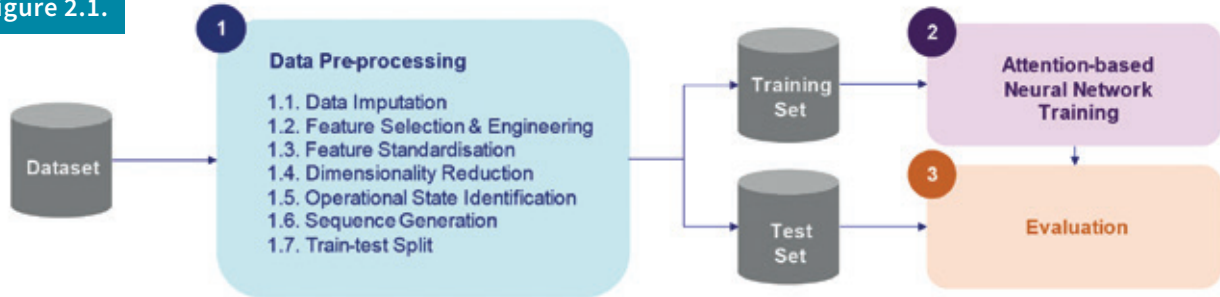 igure 2.1.
1
Data Pre-processing
1.1. Data Imputation
1.2. Feature Selection & Engineering
1.3. Feature Standardisation
1.4. Dimensionality Reduction
1.5. Operational State Identification
1.6. Sequence Generation
1.7. Train-test Split
Dataset
Training
Set
Test
Set
2
Attention-based
Neural Network
Training
3
Evaluation